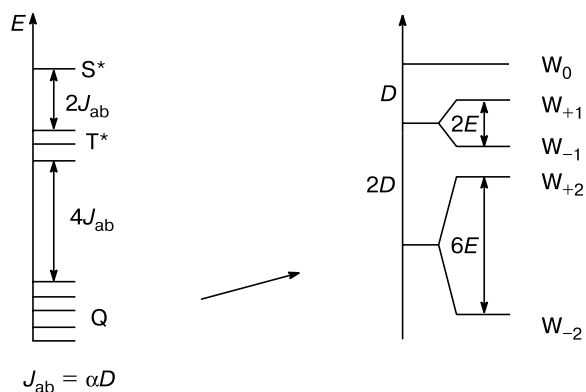 E
S*
2J_ab
T*
4J_ab
Q
J_ab = αD
W_0
D
W_+1
2E
W_−1
2D
W_+2
6E
W_−2